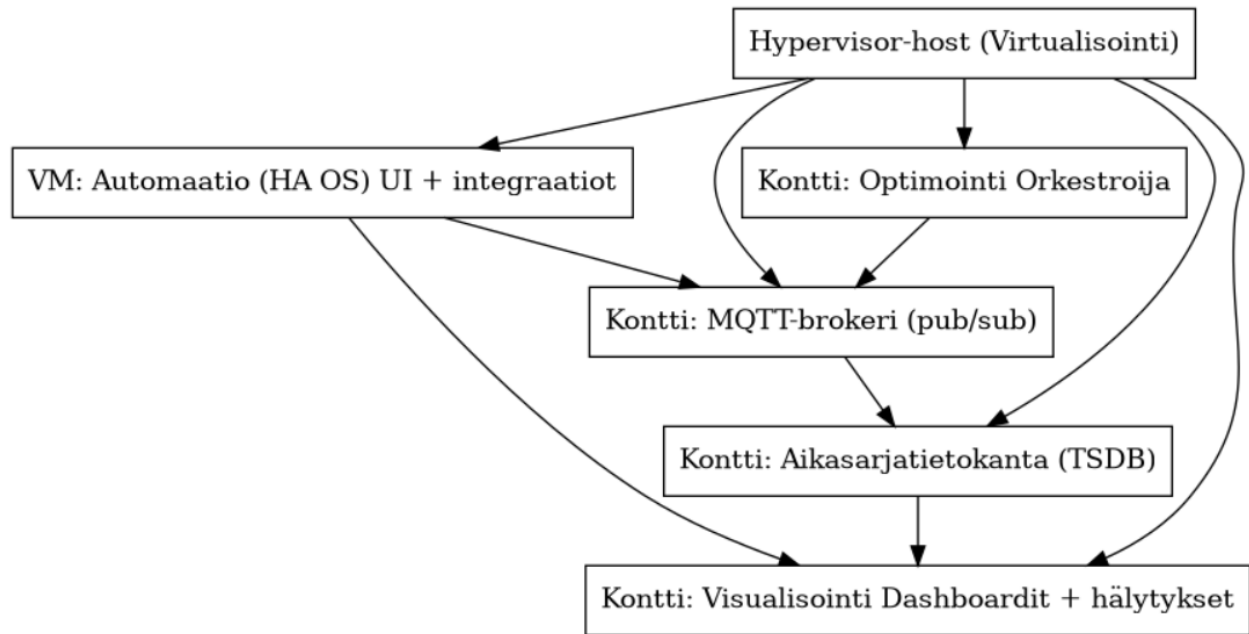 Hypervisor-host (Virtualisointi)
VM: Automaatio (HA OS) UI + integraatiot
Kontti: Optimointi Orkestroija
Kontti: MQTT-brokeri (pub/sub)
Kontti: Aikasarjatietokanta (TSDB)
Kontti: Visualisointi Dashboardit + hälytykset